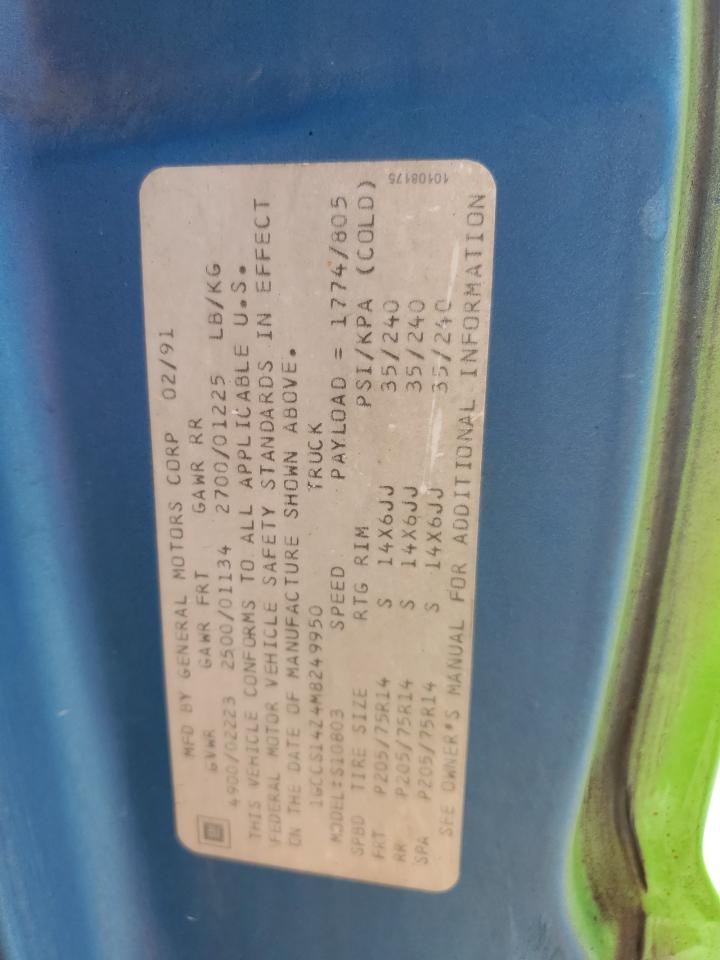 MFD BY GENERAL MOTORS CORP 02/91
GVWR GAWR FRT GAWR RR
4900/02223 2500/01134 2700/01225 LB/KG
THIS VEHICLE CONFORMS TO ALL APPLICABLE U.S.
FEDERAL MOTOR VEHICLE SAFETY STANDARDS IN EFFECT
ON THE DATE OF MANUFACTURE SHOWN ABOVE.
1GCCS14Z4M8249950 TRUCK
MODEL:S10803 PAYLOAD = 1774/805
SPBD TIRE SIZE SPEED RTG RIM PSI/KPA (COLD)
FRT P205/75R14 S 14X6JJ 35/240
RR P205/75R14 S 14X6JJ 35/240
SPA P205/75R14 S 14X6JJ 35/240
SEE OWNER'S MANUAL FOR ADDITIONAL INFORMATION
10108175
GM